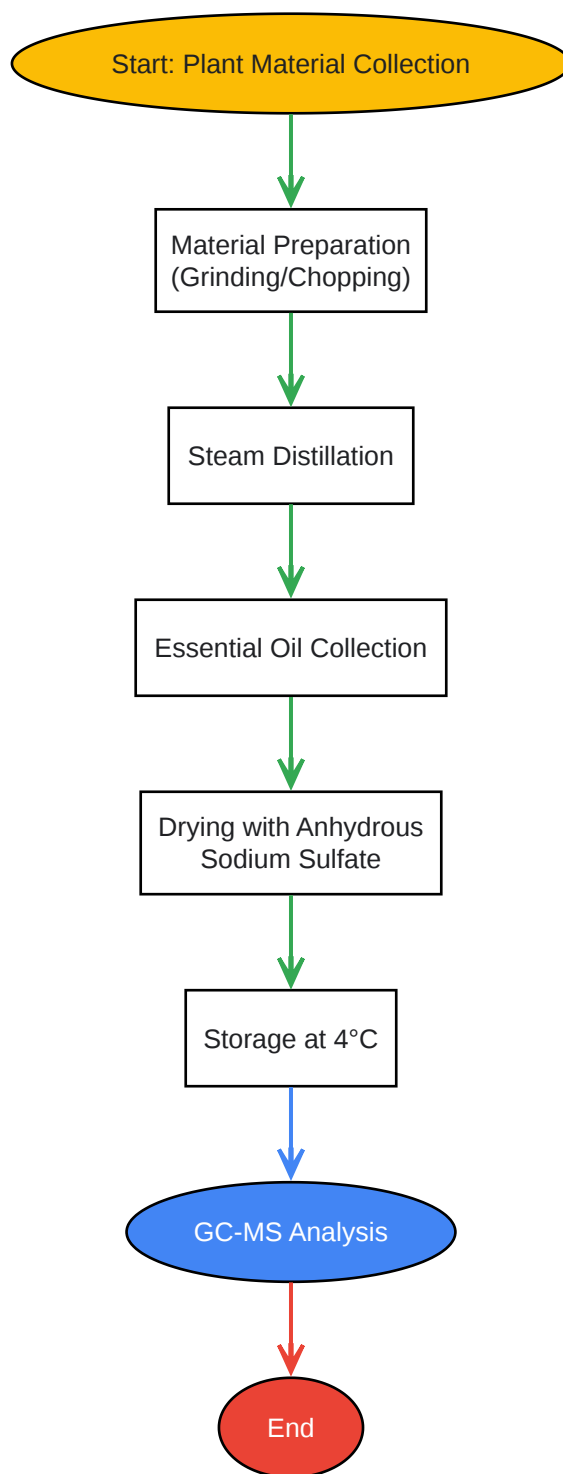 Start: Plant Material Collection
Material Preparation
(Grinding/Chopping)
Steam Distillation
Essential Oil Collection
Drying with Anhydrous
Sodium Sulfate
Storage at 4°C
GC-MS Analysis
End